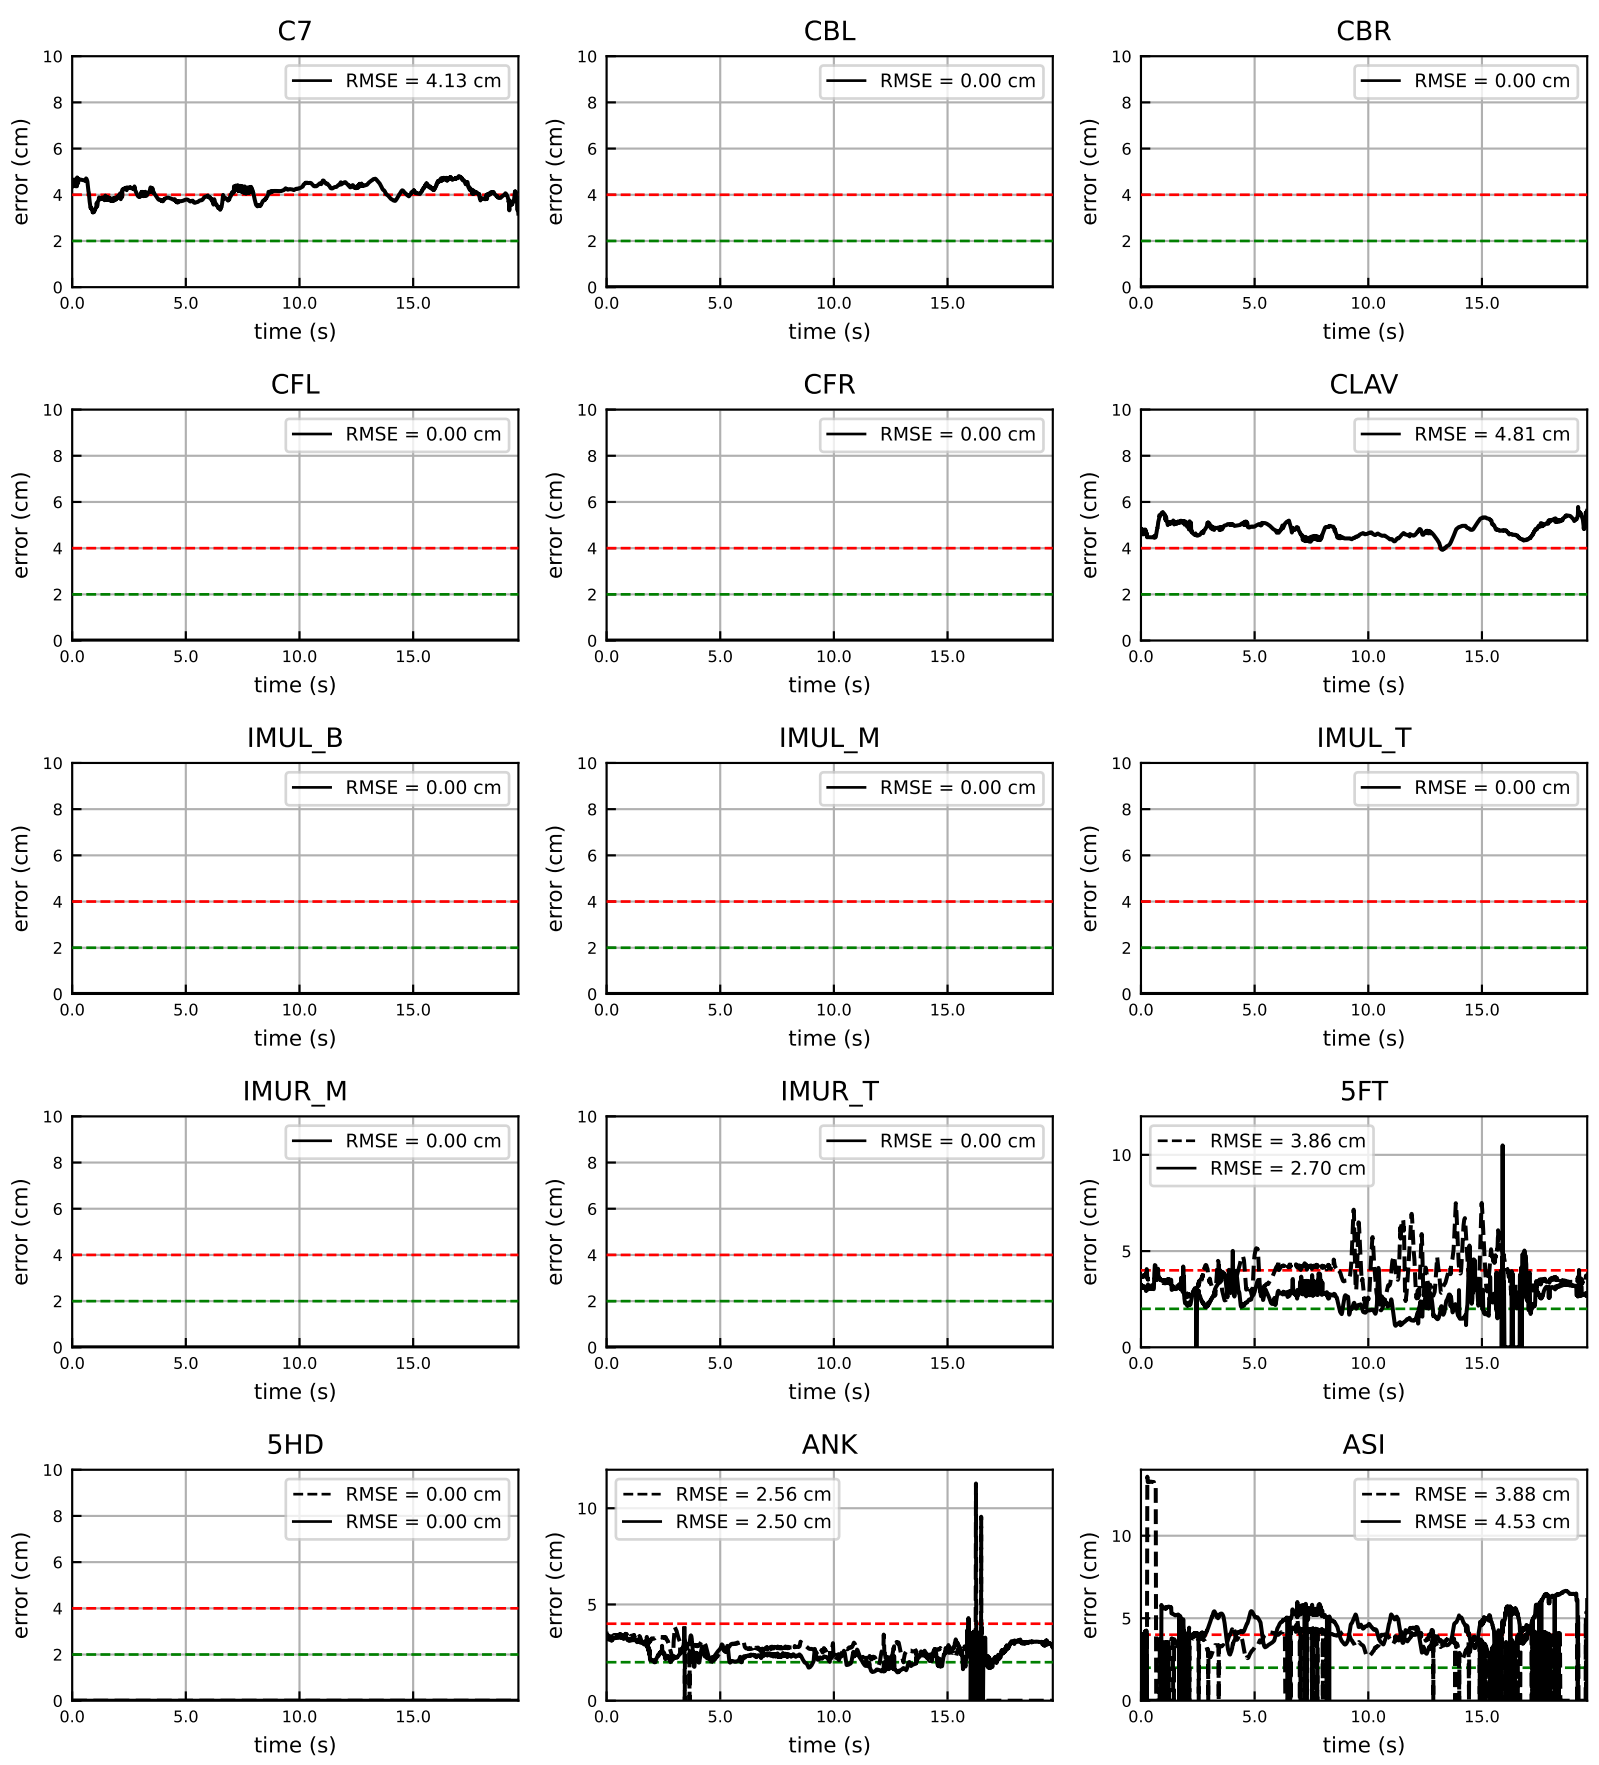 C7
RMSE = 4.13 cm
10
8
6
4
2
0
error (cm)
0.0 5.0 10.0 15.0
time (s)
CBL
RMSE = 0.00 cm
10
8
6
4
2
0
error (cm)
0.0 5.0 10.0 15.0
time (s)
CBR
RMSE = 0.00 cm
10
8
6
4
2
0
error (cm)
0.0 5.0 10.0 15.0
time (s)
CFL
RMSE = 0.00 cm
10
8
6
4
2
0
error (cm)
0.0 5.0 10.0 15.0
time (s)
CFR
RMSE = 0.00 cm
10
8
6
4
2
0
error (cm)
0.0 5.0 10.0 15.0
time (s)
CLAV
RMSE = 4.81 cm
10
8
6
4
2
0
error (cm)
0.0 5.0 10.0 15.0
time (s)
IMUL_B
RMSE = 0.00 cm
10
8
6
4
2
0
error (cm)
0.0 5.0 10.0 15.0
time (s)
IMUL_M
RMSE = 0.00 cm
10
8
6
4
2
0
error (cm)
0.0 5.0 10.0 15.0
time (s)
IMUL_T
RMSE = 0.00 cm
10
8
6
4
2
0
error (cm)
0.0 5.0 10.0 15.0
time (s)
IMUR_M
RMSE = 0.00 cm
10
8
6
4
2
0
error (cm)
0.0 5.0 10.0 15.0
time (s)
IMUR_T
RMSE = 0.00 cm
10
8
6
4
2
0
error (cm)
0.0 5.0 10.0 15.0
time (s)
5FT
RMSE = 3.86 cm
RMSE = 2.70 cm
10
5
0
error (cm)
0.0 5.0 10.0 15.0
time (s)
5HD
RMSE = 0.00 cm
RMSE = 0.00 cm
10
8
6
4
2
0
error (cm)
0.0 5.0 10.0 15.0
time (s)
ANK
RMSE = 2.56 cm
RMSE = 2.50 cm
10
5
0
error (cm)
0.0 5.0 10.0 15.0
time (s)
ASI
RMSE = 3.88 cm
RMSE = 4.53 cm
10
5
0
error (cm)
0.0 5.0 10.0 15.0
time (s)